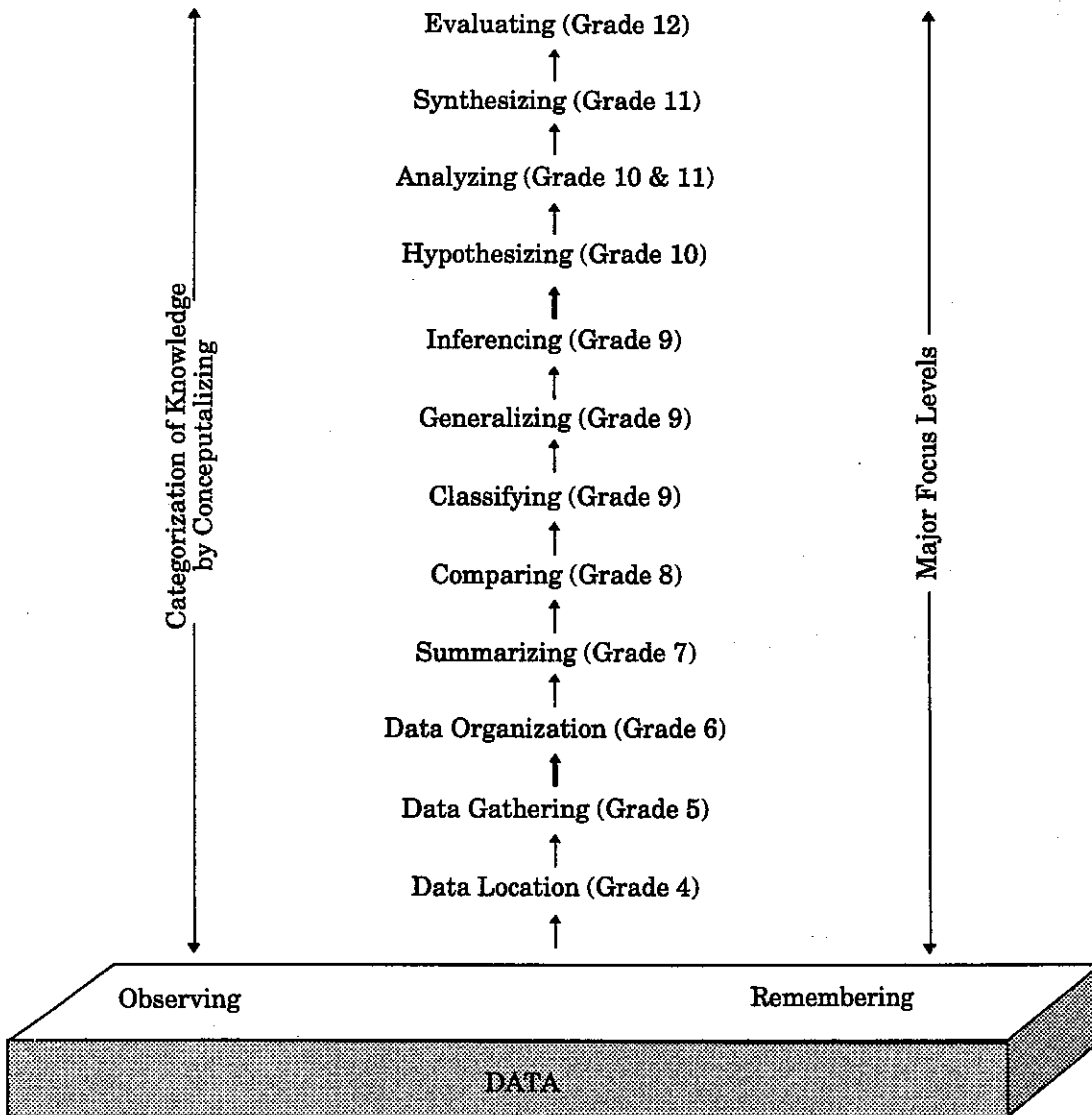 Evaluating (Grade 12)
Synthesizing (Grade 11)
Analyzing (Grade 10 & 11)
Hypothesizing (Grade 10)
Inferencing (Grade 9)
Generalizing (Grade 9)
Classifying (Grade 9)
Comparing (Grade 8)
Summarizing (Grade 7)
Data Organization (Grade 6)
Data Gathering (Grade 5)
Data Location (Grade 4)
Categorization of Knowledge
by Conceputalizing
Major Focus Levels
Observing
Remembering
DATA